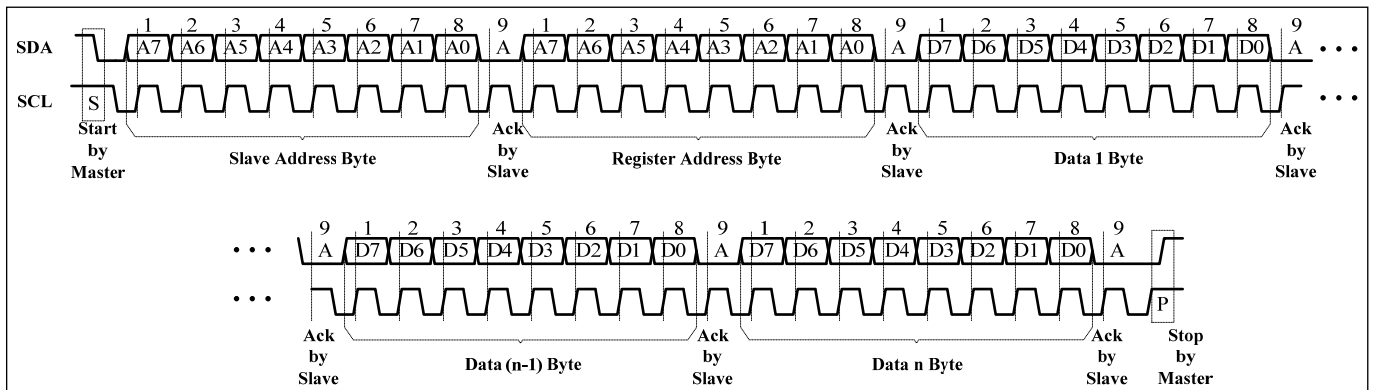 1 2 3 4 5 6 7 8 9 1 2 3 4 5 6 7 8 9 1 2 3 4 5 6 7 8 9
SDA A7 A6 A5 A4 A3 A2 A1 A0 A A7 A6 A5 A4 A3 A2 A1 A0 A D7 D6 D5 D4 D3 D2 D1 D0 A • • •
SCL S • • •
Start by Master
Slave Address Byte
Ack by Slave
Register Address Byte
Ack by Slave
Data 1 Byte
Ack by Slave
9 1 2 3 4 5 6 7 8 9 1 2 3 4 5 6 7 8 9
• • • A D7 D6 D5 D4 D3 D2 D1 D0 A D7 D6 D5 D4 D3 D2 D1 D0 A
• • • P
Ack by Slave
Data (n-1) Byte
Ack by Slave
Data n Byte
Ack by Slave
Stop by Master